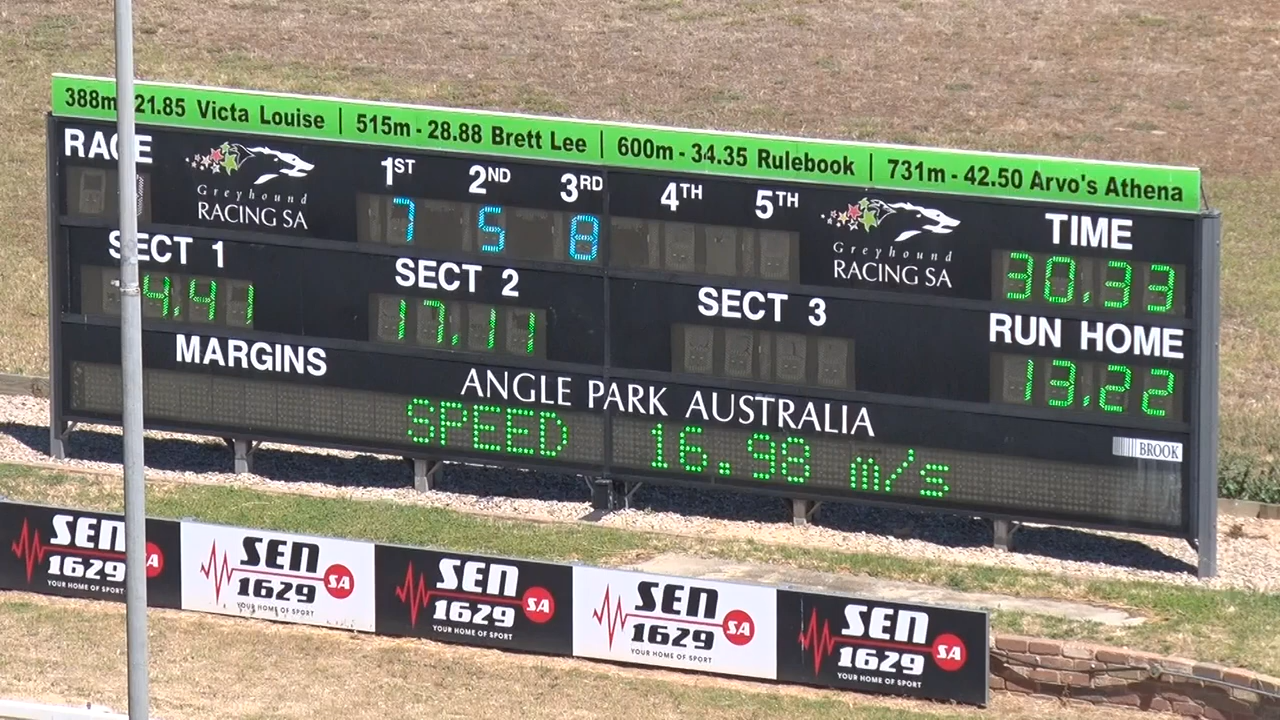 388m 21.85 Victa Louise | 515m - 28.88 Brett Lee | 600m - 34.35 Rulebook | 731m - 42.50 Arvo's Athena
RACE
Greyhound
RACING SA
1ST 2ND 3RD 4TH 5TH
7 5 8
Greyhound
RACING SA
TIME
30.33
SECT 1
4.41
SECT 2
17.11
SECT 3
RUN HOME
13.22
MARGINS
ANGLE PARK AUSTRALIA
BROOK
SPEED 16.98 m/s
SEN
1629 SA
YOUR HOME OF SPORT
SEN
1629 SA
YOUR HOME OF SPORT
SEN
1629 SA
YOUR HOME OF SPORT
SEN
1629 SA
YOUR HOME OF SPORT
SEN
1629 SA
YOUR HOME OF SPORT